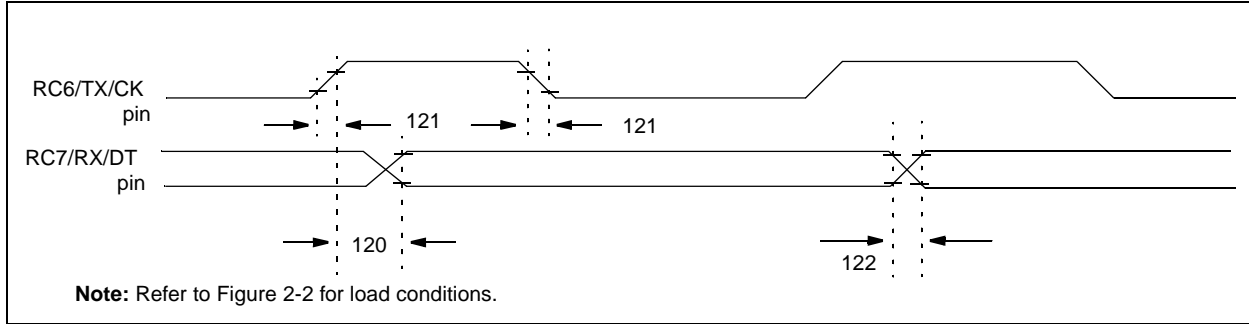 RC6/TX/CK
pin
121
121
RC7/RX/DT
pin
120
122
Note: Refer to Figure 2-2 for load conditions.